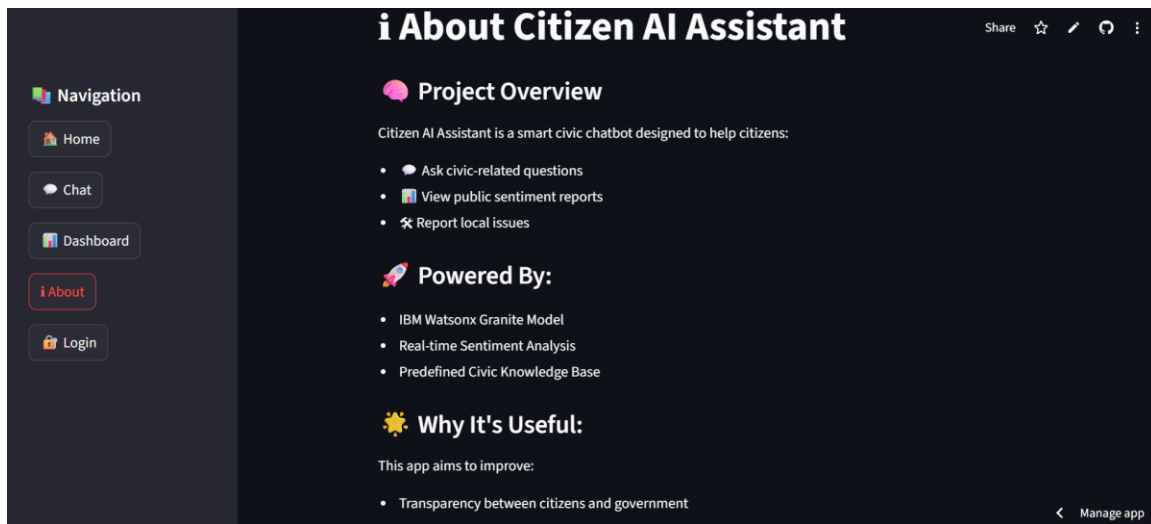 ℹ About Citizen AI Assistant
Share
📚 Navigation
🏠 Home
💬 Chat
📊 Dashboard
ℹ About
🔐 Login
🧠 Project Overview
Citizen AI Assistant is a smart civic chatbot designed to help citizens:
• 💬 Ask civic-related questions
• 📊 View public sentiment reports
• 🛠 Report local issues
🚀 Powered By:
• IBM Watsonx Granite Model
• Real-time Sentiment Analysis
• Predefined Civic Knowledge Base
🌟 Why It's Useful:
This app aims to improve:
• Transparency between citizens and government
Manage app